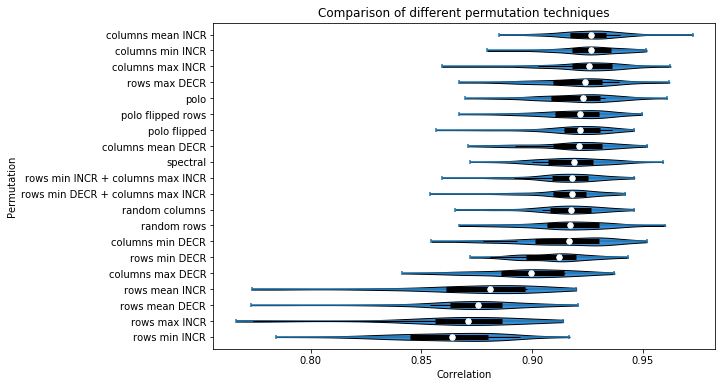 Comparison of different permutation techniques
Permutation
columns mean INCR
columns min INCR
columns max INCR
rows max DECR
polo
polo flipped rows
polo flipped
columns mean DECR
spectral
rows min INCR + columns max INCR
rows min DECR + columns max INCR
random columns
random rows
columns min DECR
rows min DECR
columns max DECR
rows mean INCR
rows mean DECR
rows max INCR
rows min INCR
0.80 0.85 0.90 0.95
Correlation